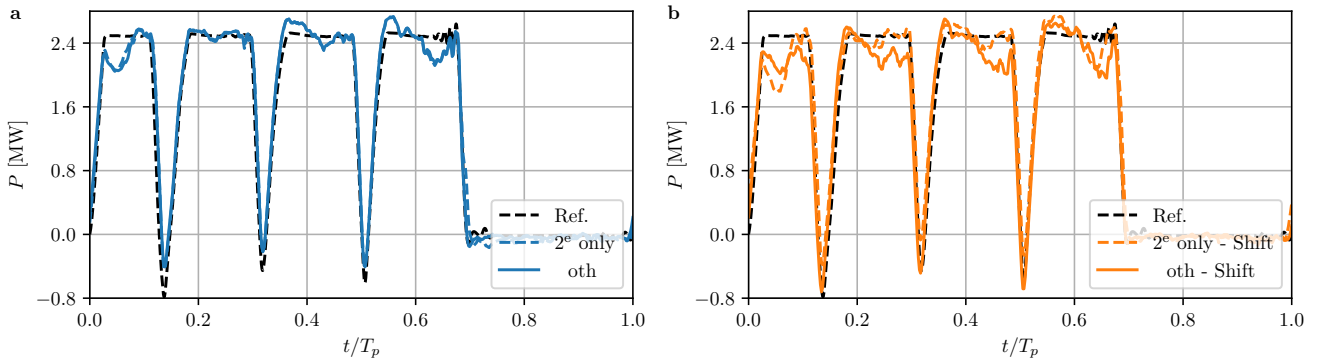 a
P [MW]
2.4
1.6
0.8
0.0
−0.8
Ref.
2ᵉ only
oth
0.0 0.2 0.4 0.6 0.8 1.0
t/Tₚ
b
P [MW]
2.4
1.6
0.8
0.0
−0.8
Ref.
2ᵉ only - Shift
oth - Shift
0.0 0.2 0.4 0.6 0.8 1.0
t/Tₚ